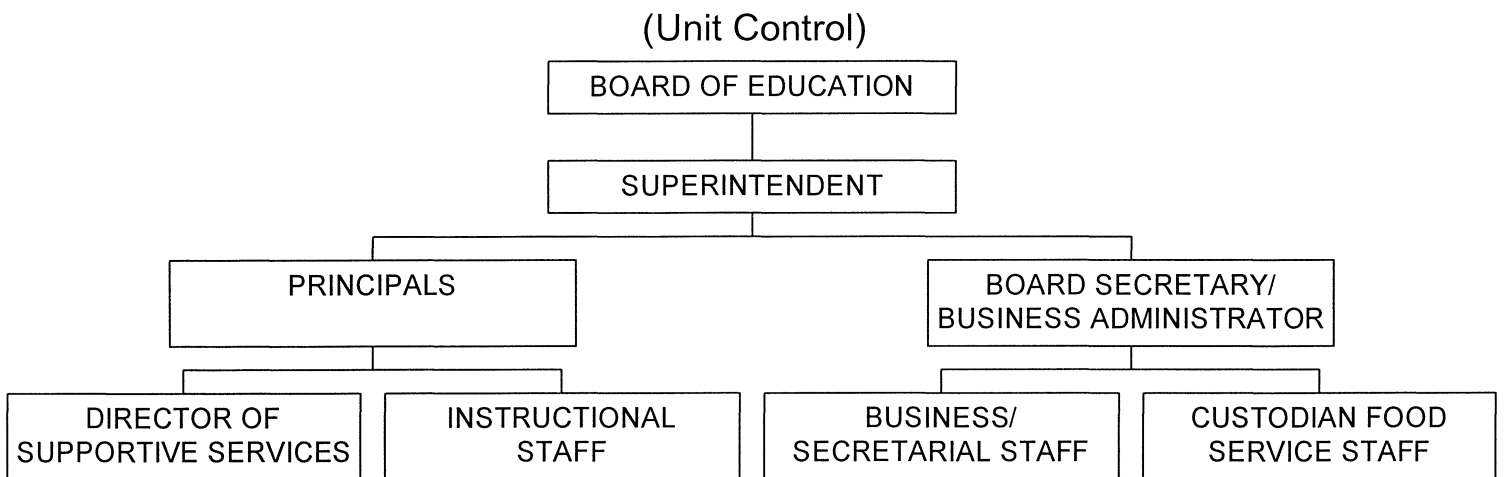 (Unit Control)
BOARD OF EDUCATION
SUPERINTENDENT
PRINCIPALS
BOARD SECRETARY/
BUSINESS ADMINISTRATOR
DIRECTOR OF
SUPPORTIVE SERVICES
INSTRUCTIONAL
STAFF
BUSINESS/
SECRETARIAL STAFF
CUSTODIAN FOOD
SERVICE STAFF